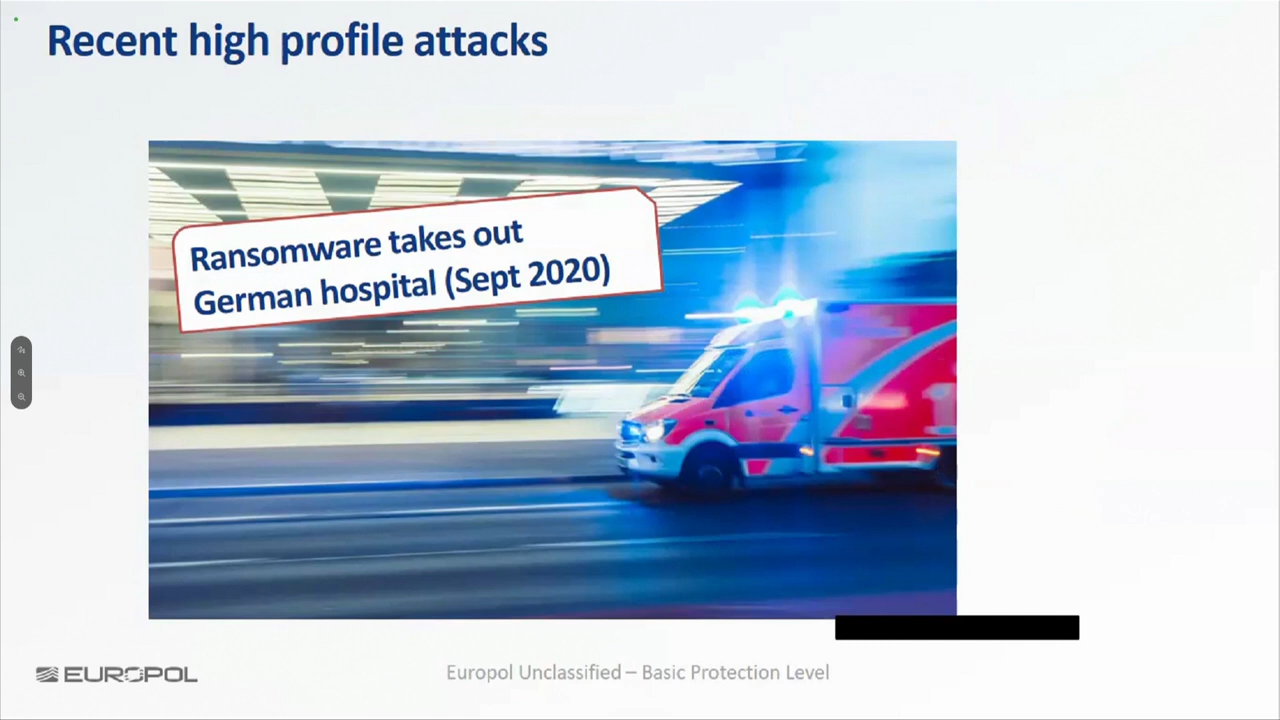 Recent high profile attacks
Ransomware takes out
German hospital (Sept 2020)
EUROPOL
Europol Unclassified – Basic Protection Level